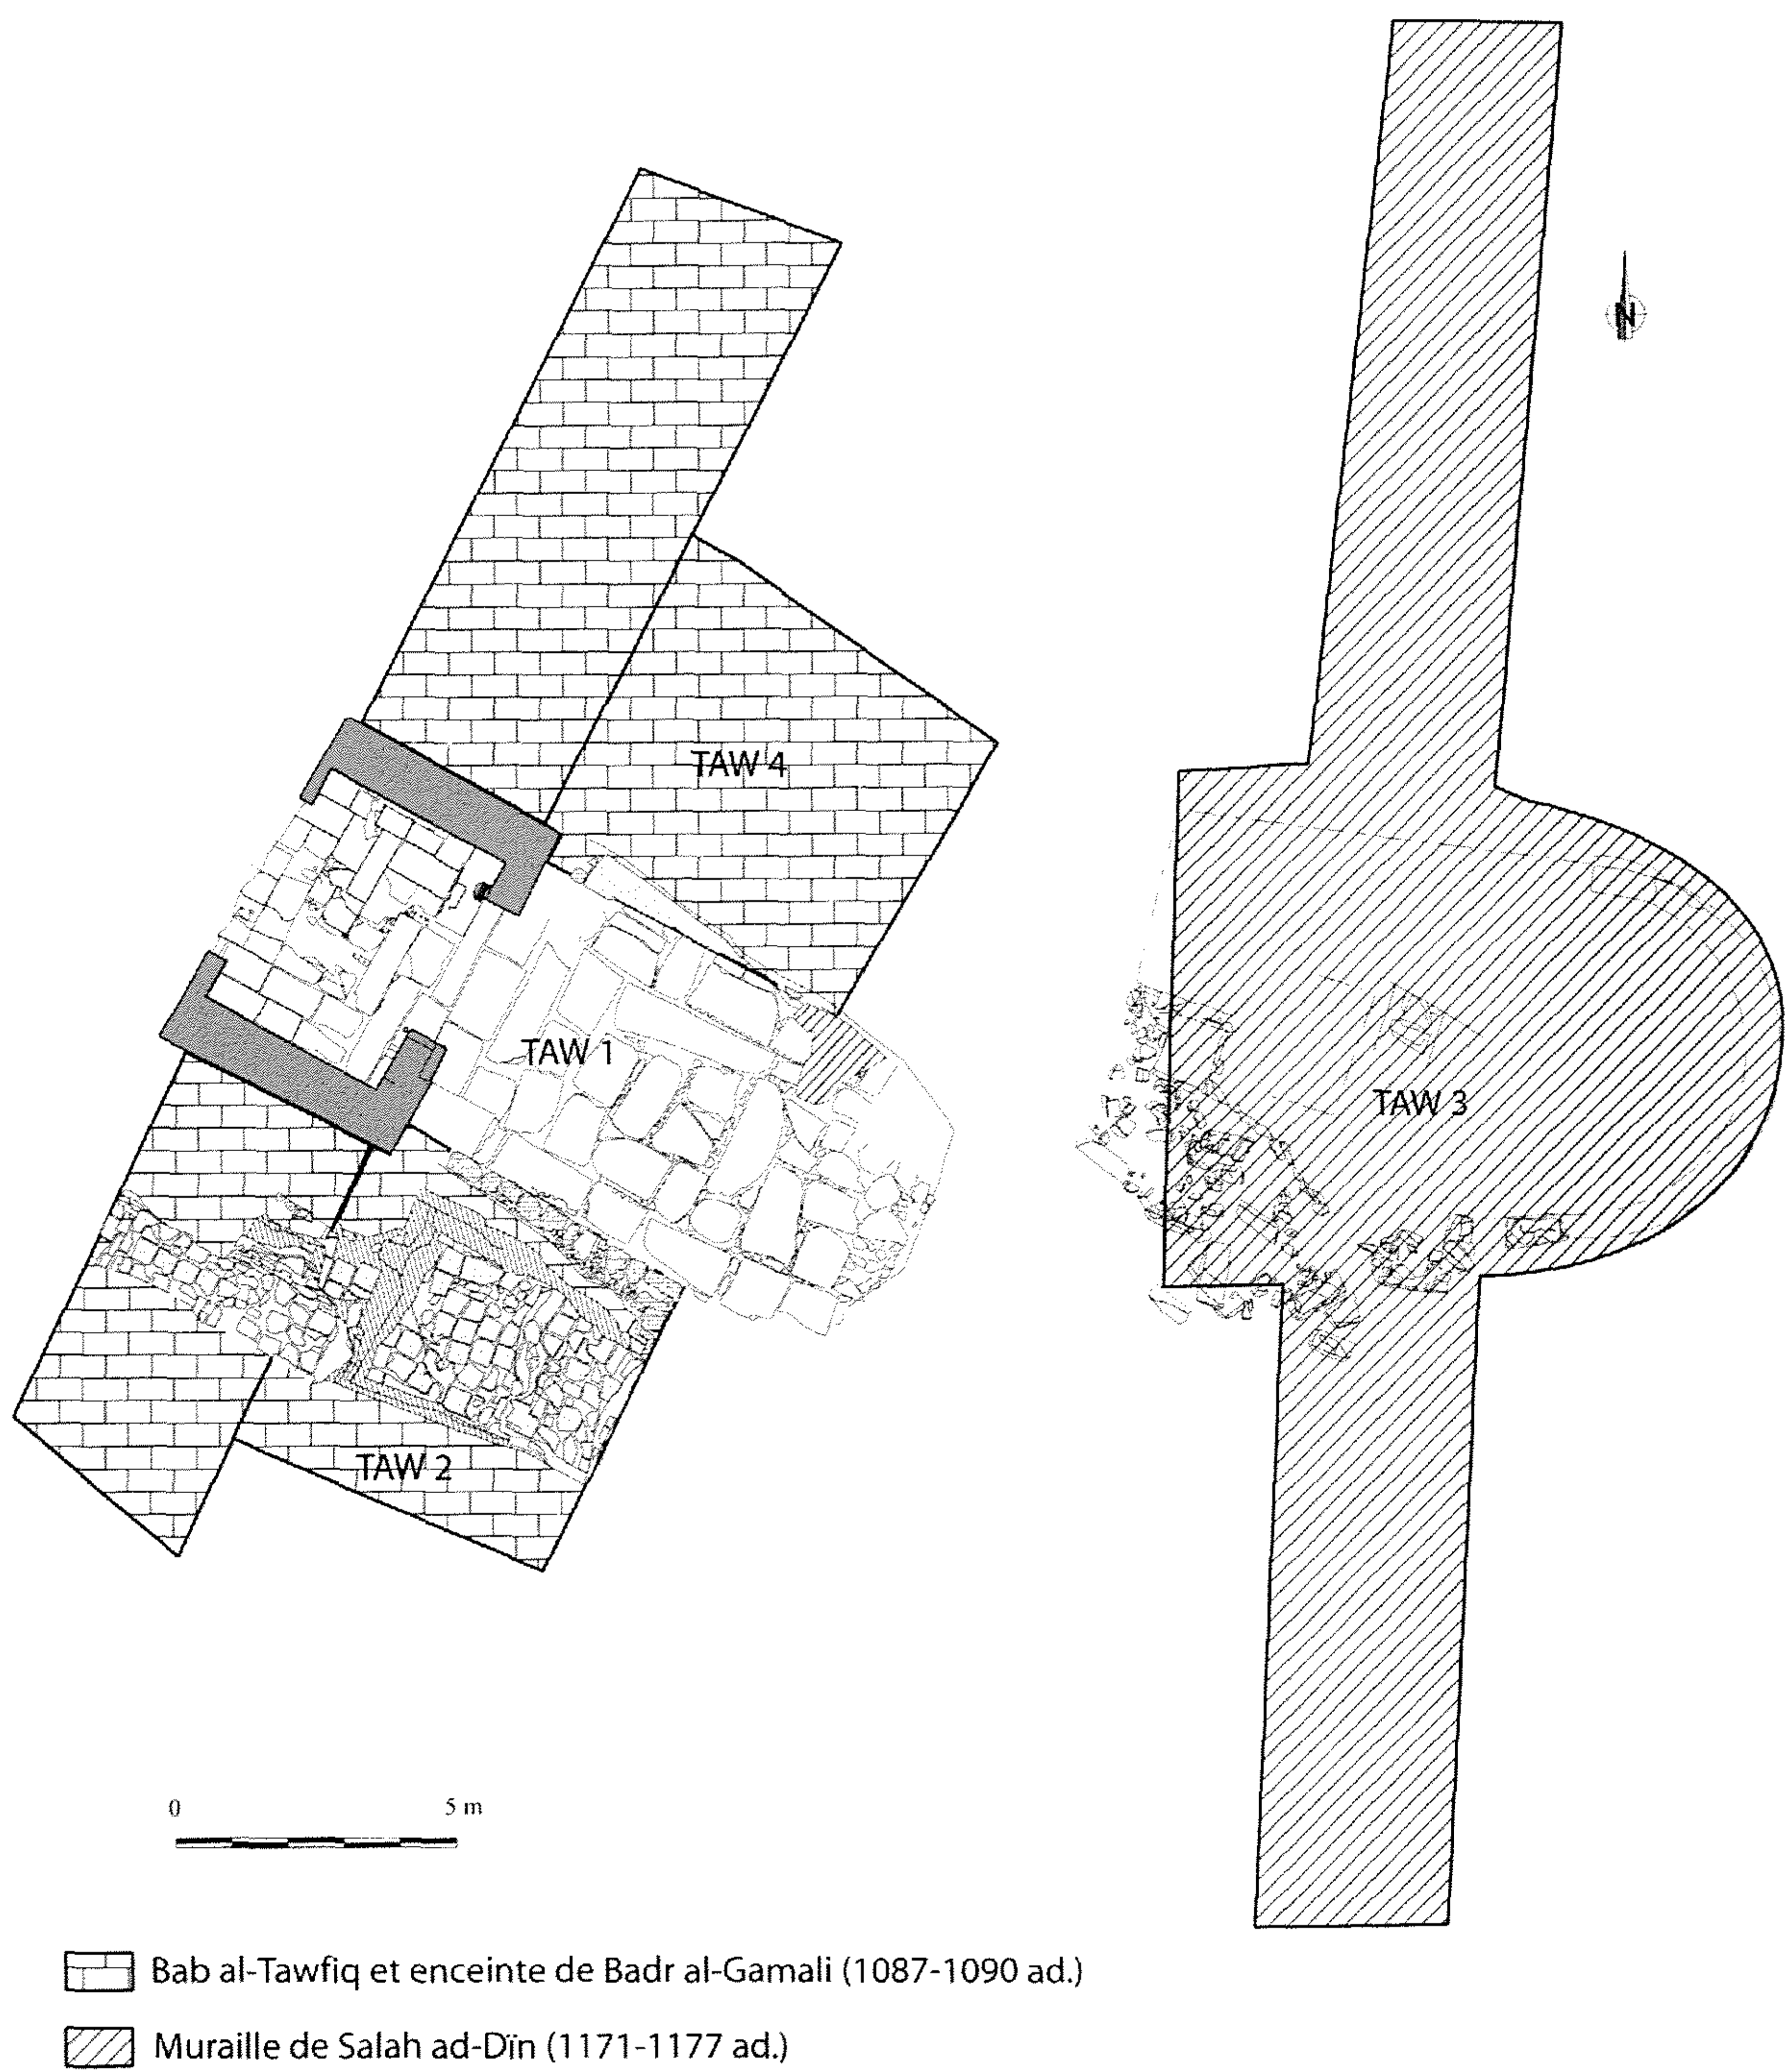 N
TAW 4
TAW 1
TAW 3
TAW 2
0 5 m
Bab al-Tawfiq et enceinte de Badr al-Gamali (1087-1090 ad.)
Muraille de Salah ad-Dïn (1171-1177 ad.)